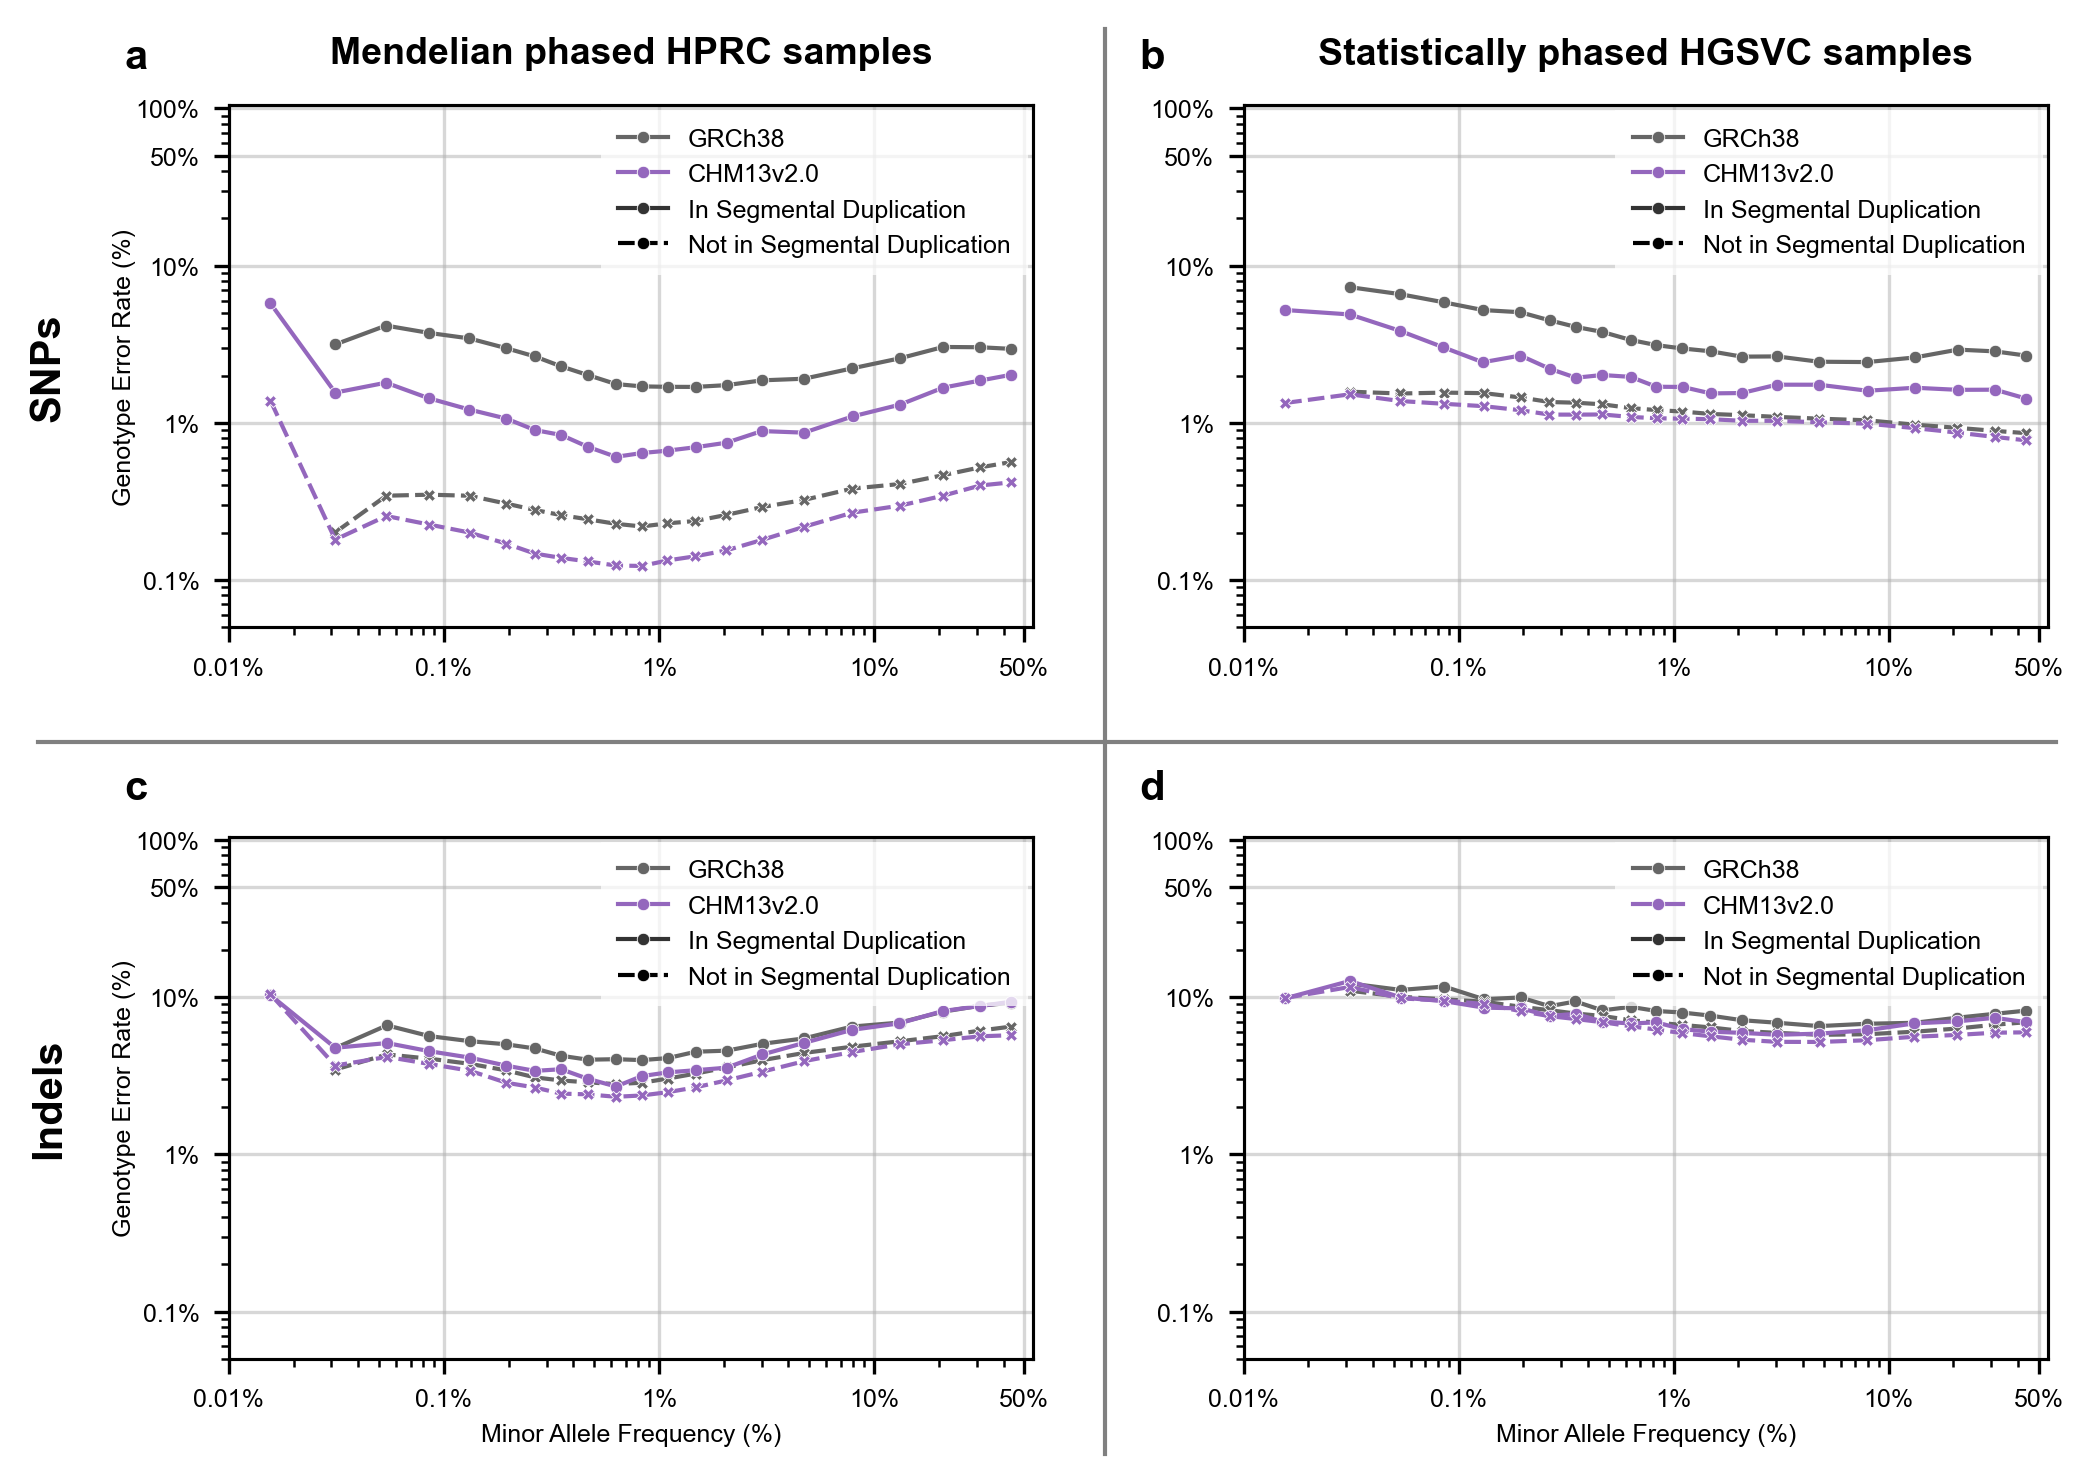 a
Mendelian phased HPRC samples
b
Statistically phased HGSVC samples
SNPs
Genotype Error Rate (%)
100%
50%
10%
1%
0.1%
GRCh38
CHM13v2.0
In Segmental Duplication
Not in Segmental Duplication
0.01%
0.1%
1%
10%
50%
100%
50%
10%
1%
0.1%
GRCh38
CHM13v2.0
In Segmental Duplication
Not in Segmental Duplication
0.01%
0.1%
1%
10%
50%
c
d
Indels
Genotype Error Rate (%)
100%
50%
10%
1%
0.1%
GRCh38
CHM13v2.0
In Segmental Duplication
Not in Segmental Duplication
0.01%
0.1%
1%
10%
50%
Minor Allele Frequency (%)
100%
50%
10%
1%
0.1%
GRCh38
CHM13v2.0
In Segmental Duplication
Not in Segmental Duplication
0.01%
0.1%
1%
10%
50%
Minor Allele Frequency (%)